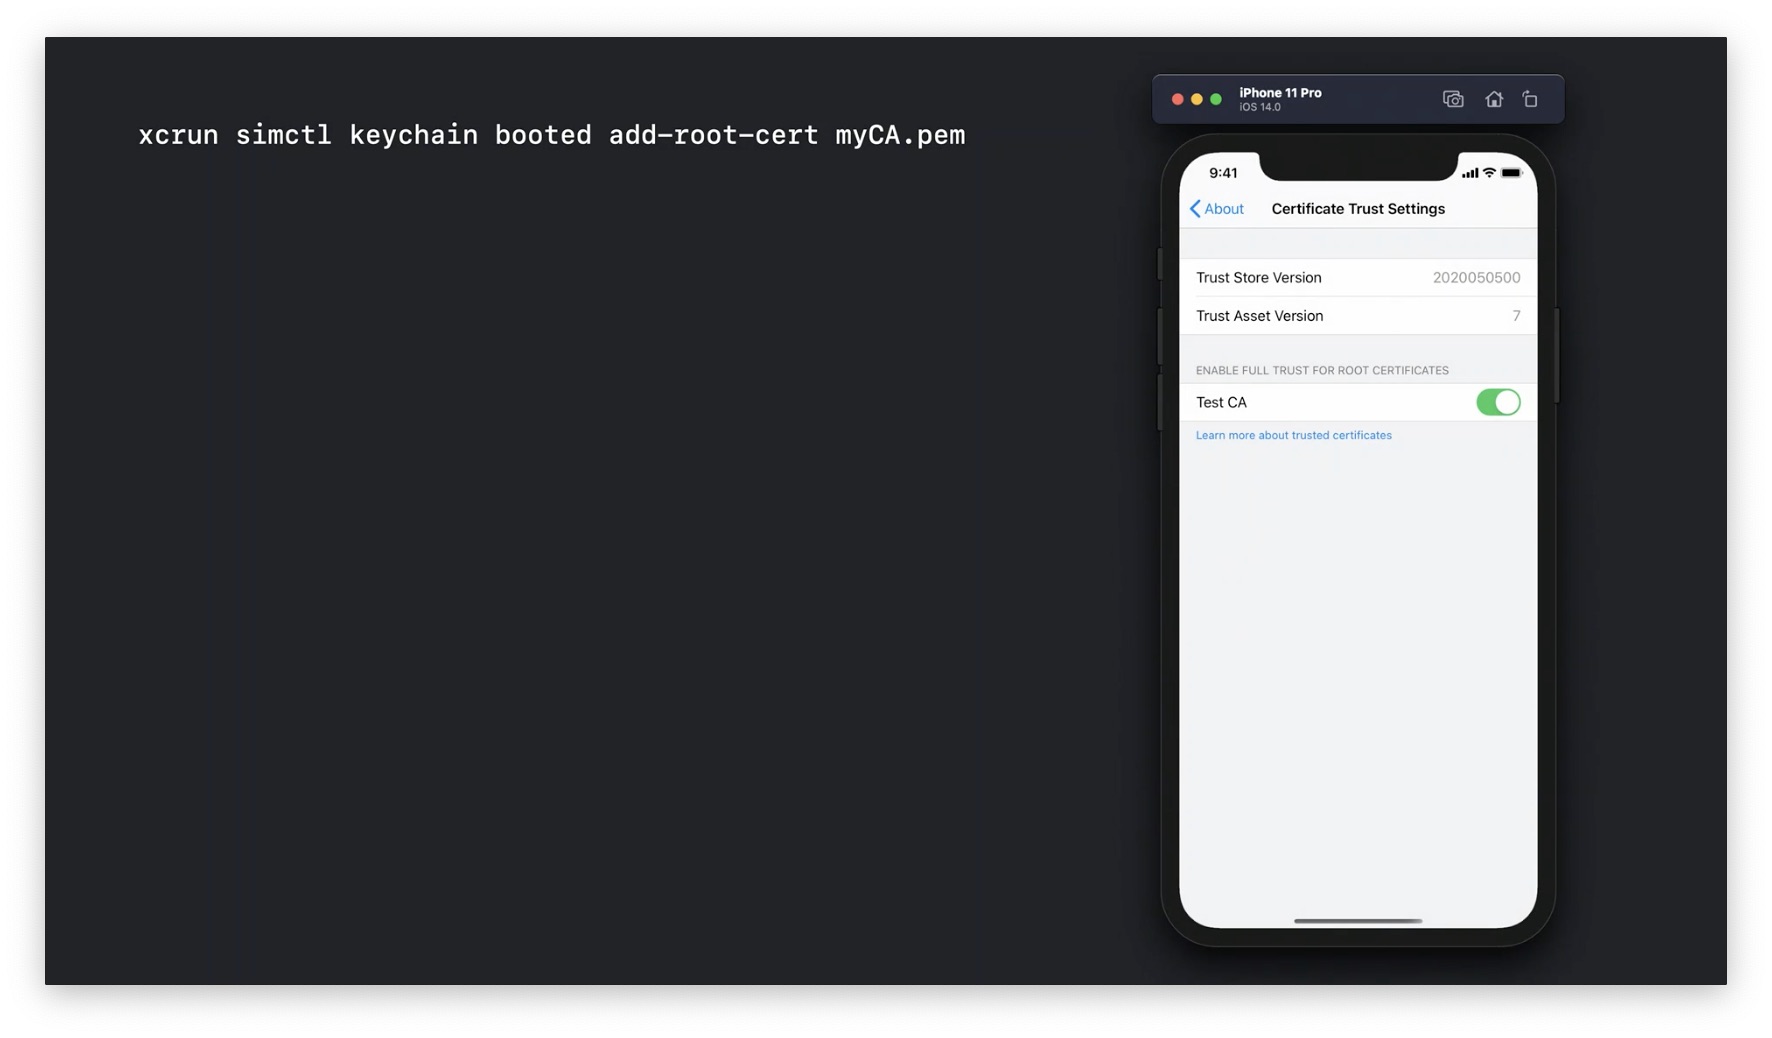 xcrun simctl keychain booted add-root-cert myCA.pem
iPhone 11 Pro
iOS 14.0
9:41
About
Certificate Trust Settings
Trust Store Version 2020050500
Trust Asset Version 7
ENABLE FULL TRUST FOR ROOT CERTIFICATES
Test CA
Learn more about trusted certificates